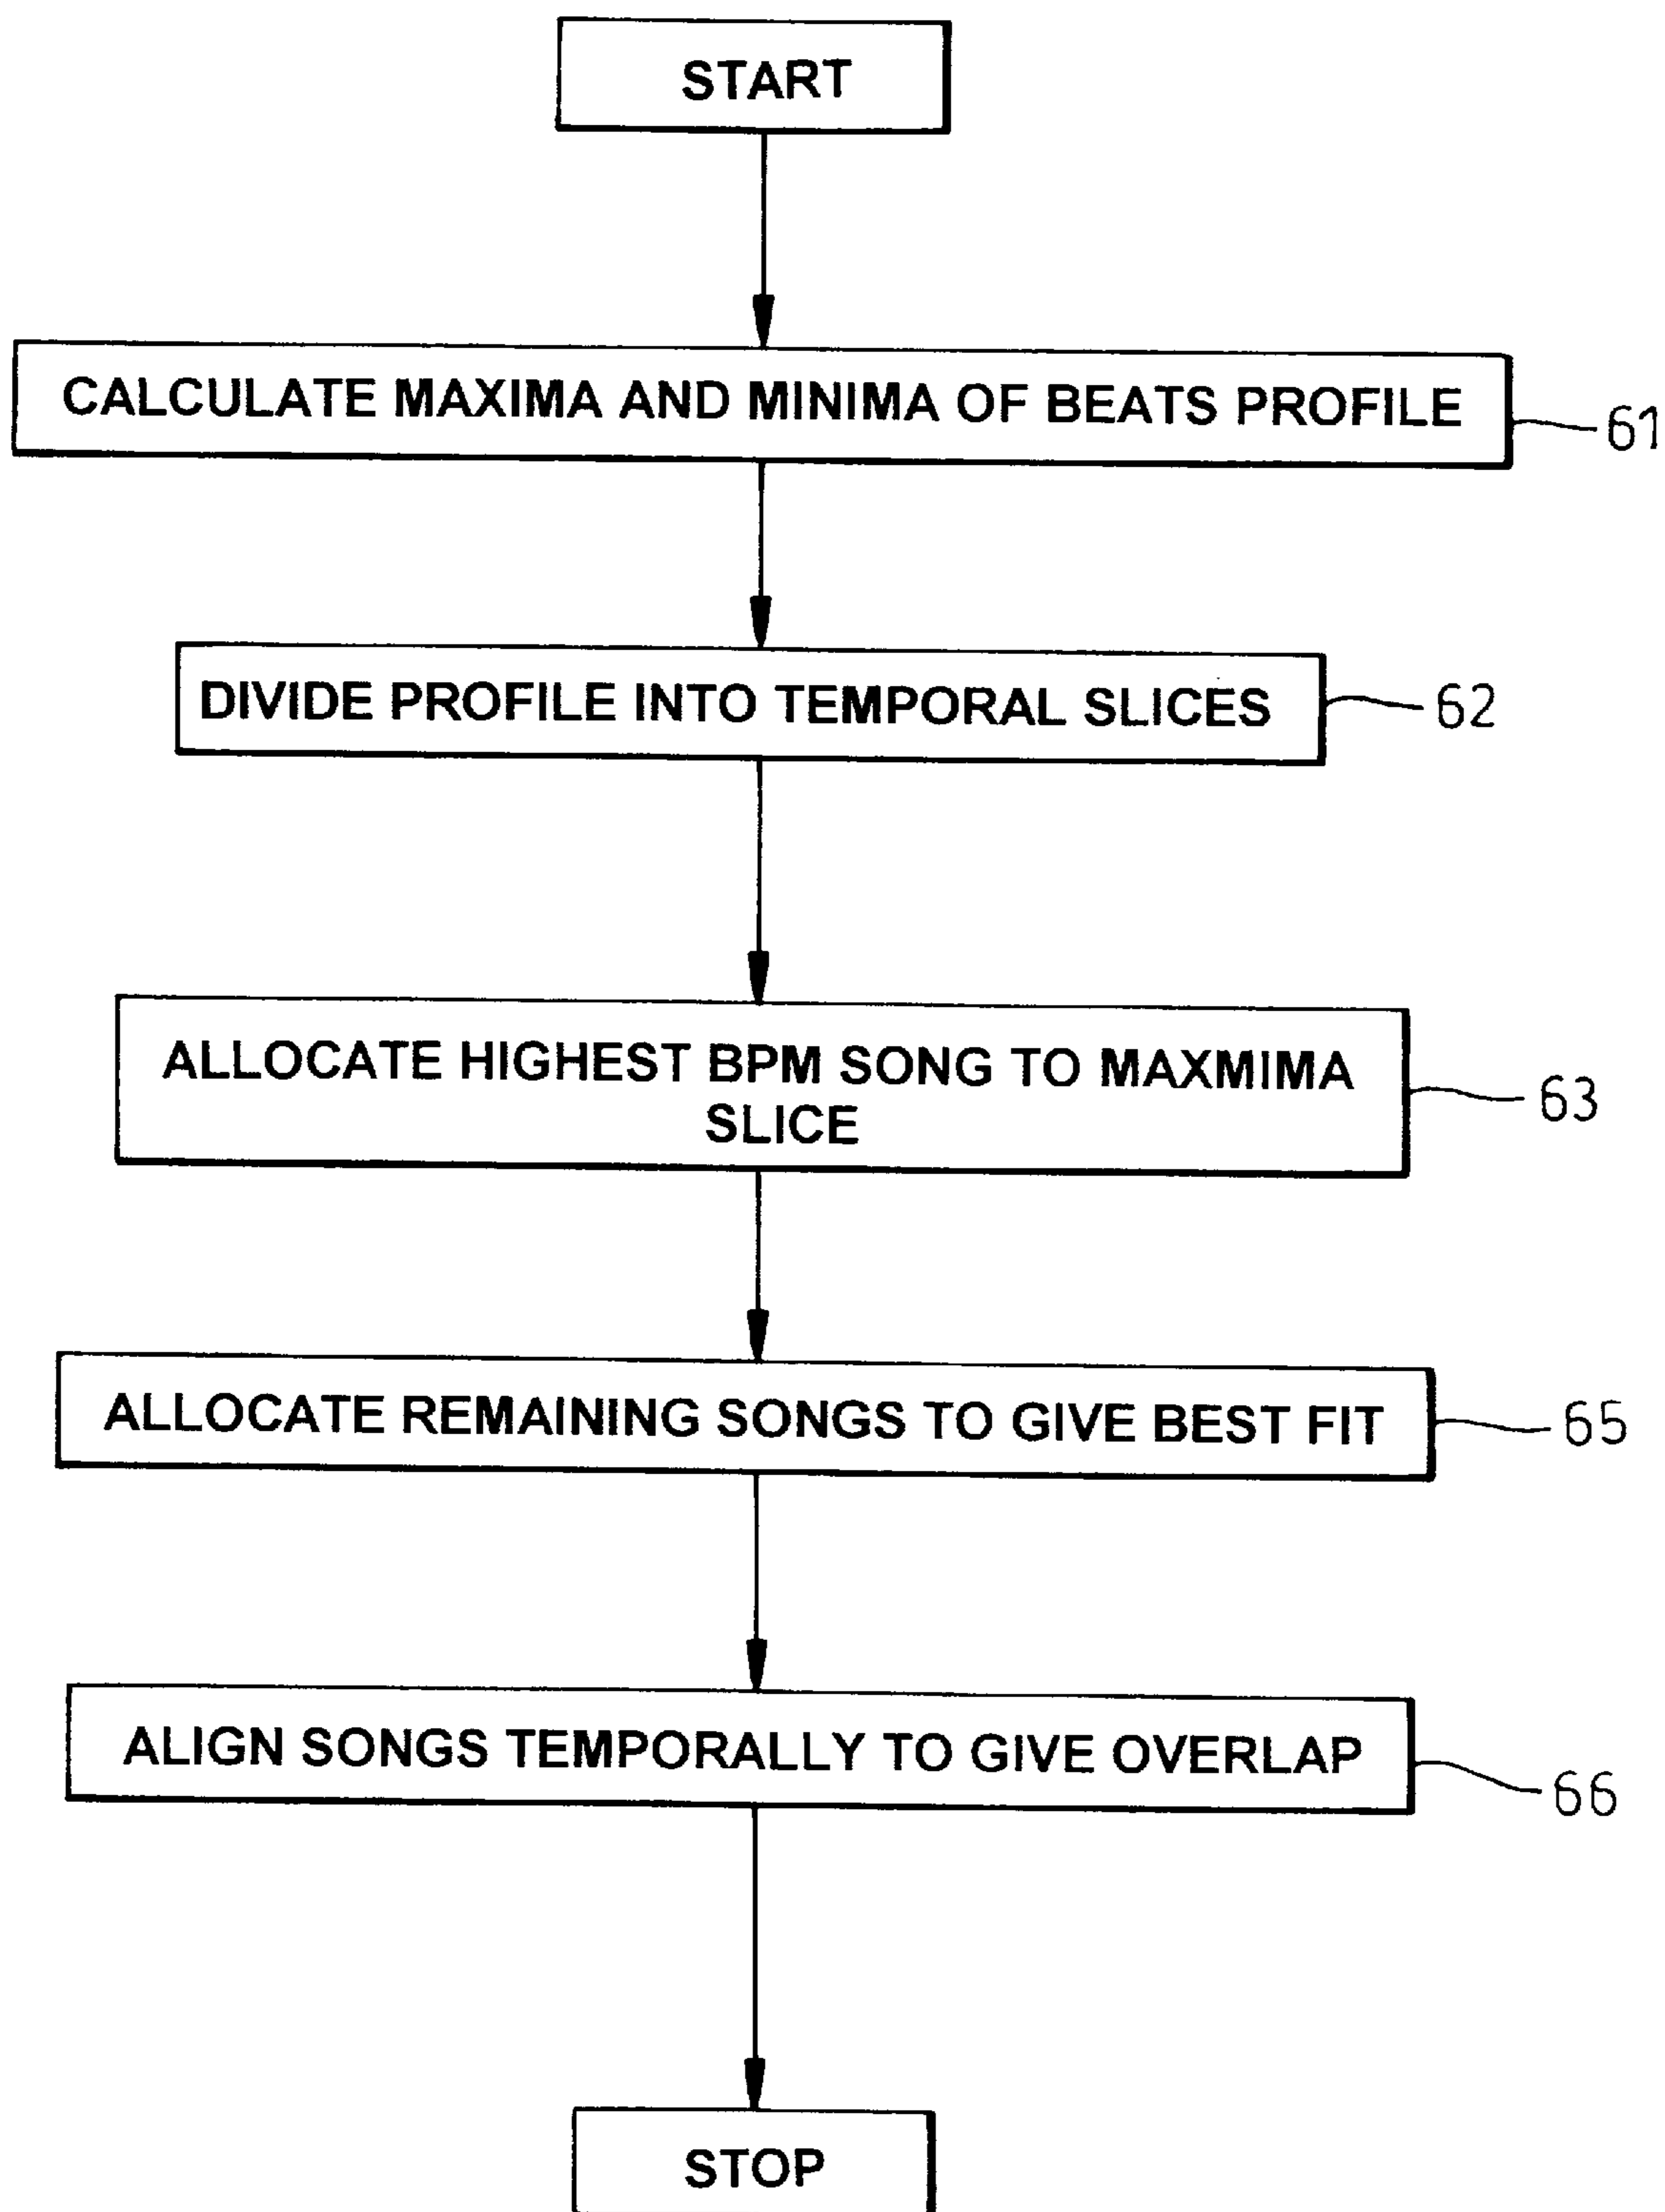 START
CALCULATE MAXIMA AND MINIMA OF BEATS PROFILE
61
DIVIDE PROFILE INTO TEMPORAL SLICES
62
ALLOCATE HIGHEST BPM SONG TO MAXMIMA
SLICE
63
ALLOCATE REMAINING SONGS TO GIVE BEST FIT
65
ALIGN SONGS TEMPORALLY TO GIVE OVERLAP
66
STOP